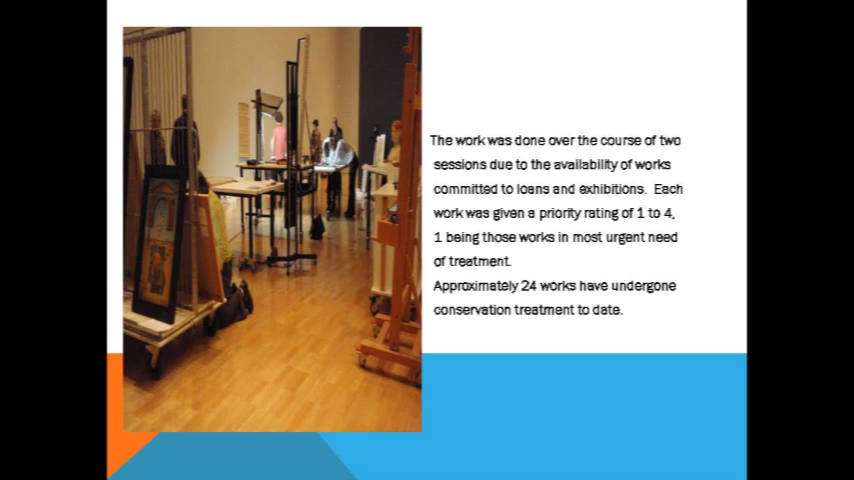 The work was done over the course of two
sessions due to the availability of works
committed to loans and exhibitions.  Each
work was given a priority rating of 1 to 4,
1 being those works in most urgent need
of treatment.
Approximately 24 works have undergone
conservation treatment to date.